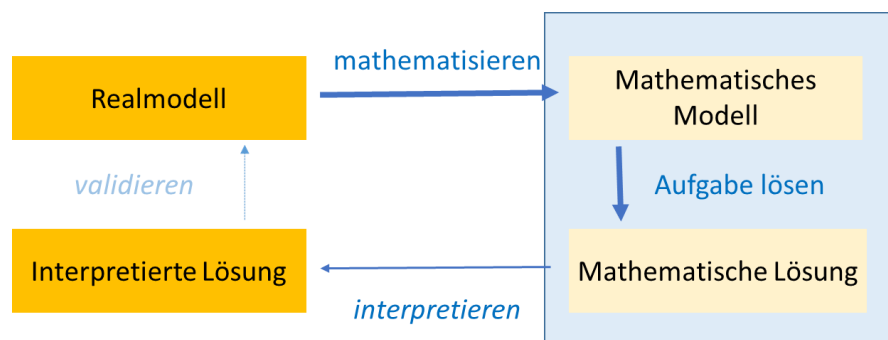 mathematisieren
Realmodell
Mathematisches
Modell
validieren
Aufgabe lösen
Interpretierte Lösung
Mathematische Lösung
interpretieren